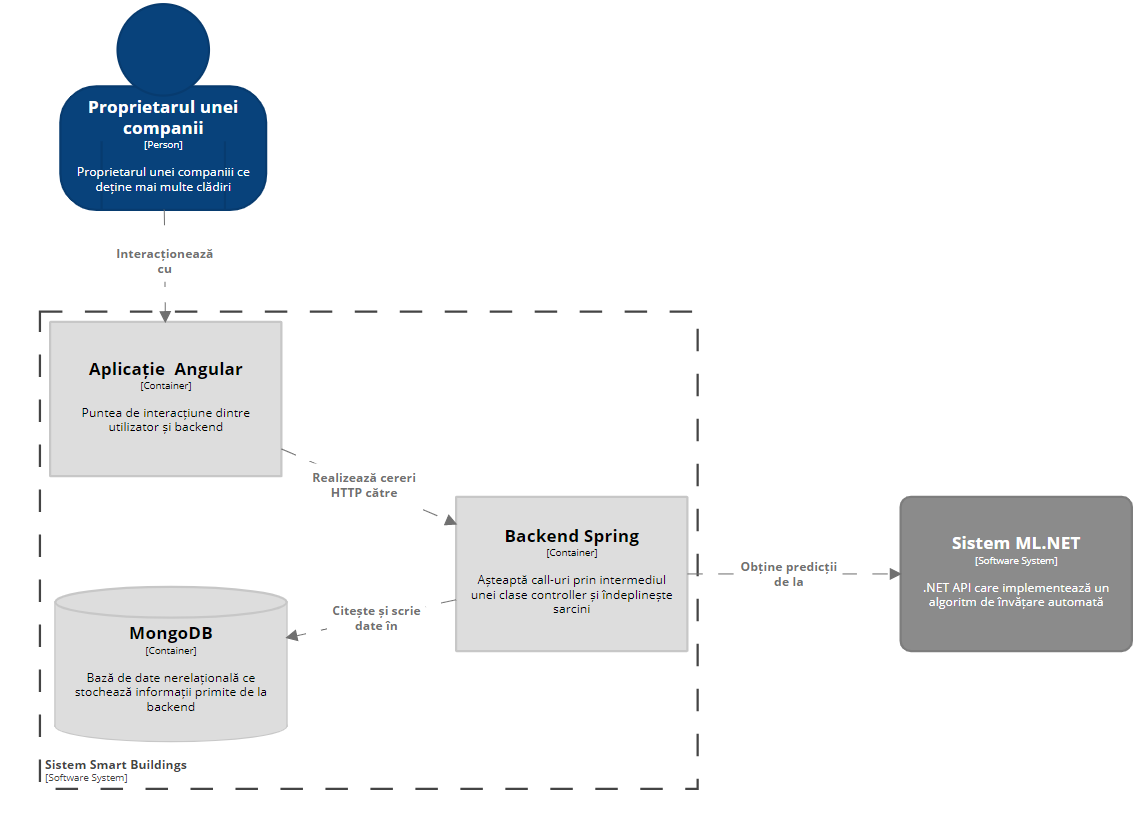 Proprietarul unei
companii
[Person]
Proprietarul unei companiii ce
deține mai multe clădiri
Interacționează
cu
Aplicație Angular
[Container]
Puntea de interacțiune dintre
utilizator și backend
Realizează cereri
HTTP către
Backend Spring
[Container]
Așteaptă call-uri prin intermediul
unei clase controller și îndeplinește
sarcini
Obține predicții
de la
Sistem ML.NET
[Software System]
.NET API care implementează un
algoritm de învățare automată
Citește și scrie
date în
MongoDB
[Container]
Bază de date nerelațională ce
stochează informații primite de la
backend
Sistem Smart Buildings
[Software System]